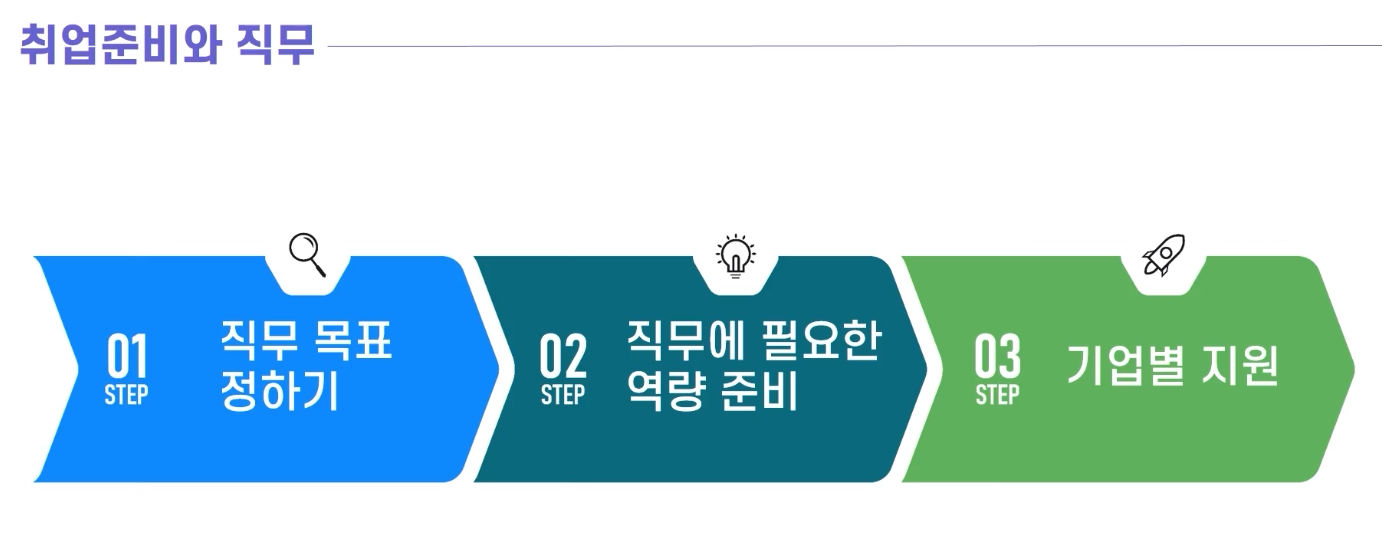 취업준비와 직무
01
STEP
직무 목표
정하기
02
STEP
직무에 필요한
역량 준비
03
STEP
기업별 지원